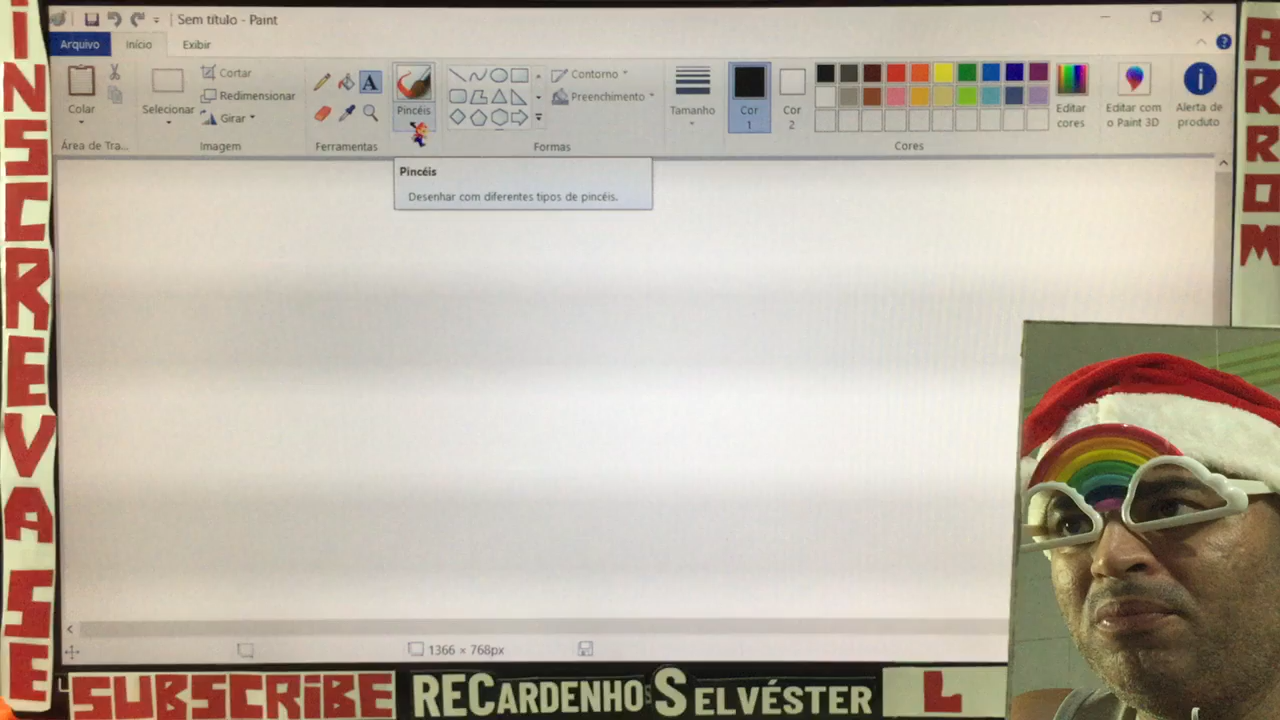 Sem título - Paint
Arquivo
Início
Exibir
Colar
Selecionar
Cortar
Redimensionar
Girar
A
Pincéis
Contorno
Preenchimento
Tamanho
Cor
1
Cor
2
Editar
cores
Editar com
o Paint 3D
Alerta de
produto
Área de Tra...
Imagem
Ferramentas
Formas
Cores
Pincéis
Desenhar com diferentes tipos de pincéis.
1366 × 768px
INSCREVA SE
ARROM
SUBSCRIBE
RECARDENHO
SELVÉSTER
L